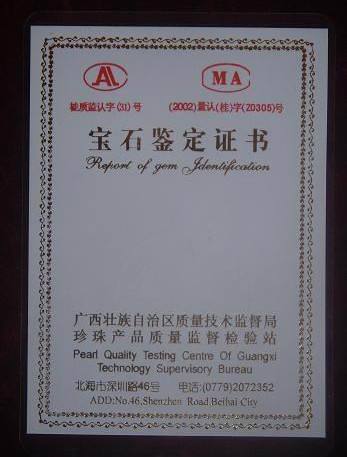 AL
MA
桂质监认字(31)号
(2002)量认(桂)字(Z0305)号
宝石鉴定证书
Report of gem Identification
广西壮族自治区质量技术监督局
珍珠产品质量监督检验站
Pearl Quality Testing Centre Of Guangxi
Technology Supervisory Bureau
北海市深圳路46号 电话:(0779)2072352
ADD:No.46,Shenzhen Road,Beihai City